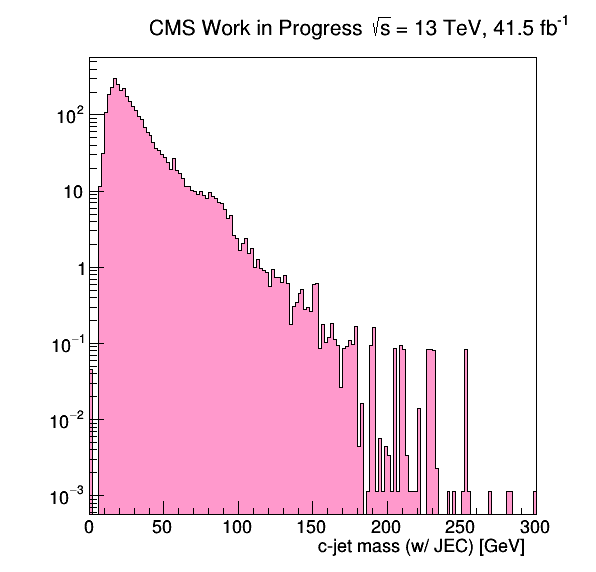 CMS Work in Progress √s = 13 TeV, 41.5 fb⁻¹
10²
10
1
10⁻¹
10⁻²
10⁻³
0 50 100 150 200 250 300
c-jet mass (w/ JEC) [GeV]